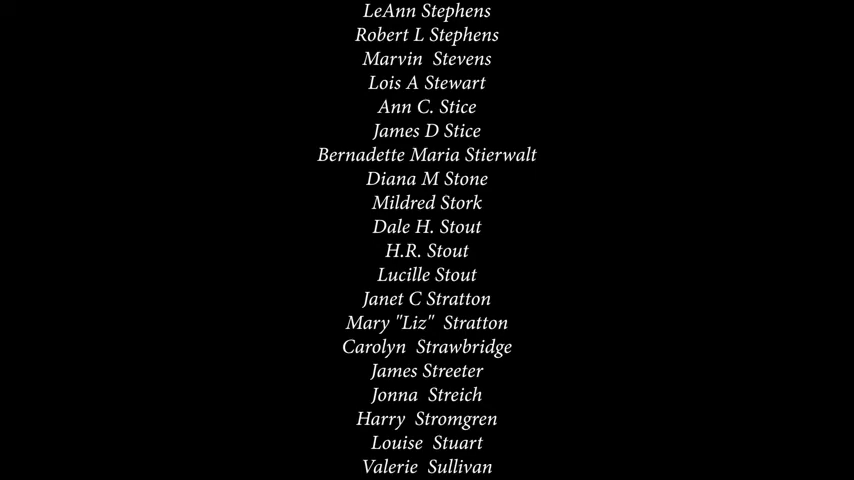 LeAnn Stephens
Robert L Stephens
Marvin  Stevens
Lois A Stewart
Ann C. Stice
James D Stice
Bernadette Maria Stierwalt
Diana M Stone
Mildred Stork
Dale H. Stout
H.R. Stout
Lucille Stout
Janet C Stratton
Mary "Liz"  Stratton
Carolyn  Strawbridge
James Streeter
Jonna  Streich
Harry  Stromgren
Louise  Stuart
Valerie  Sullivan